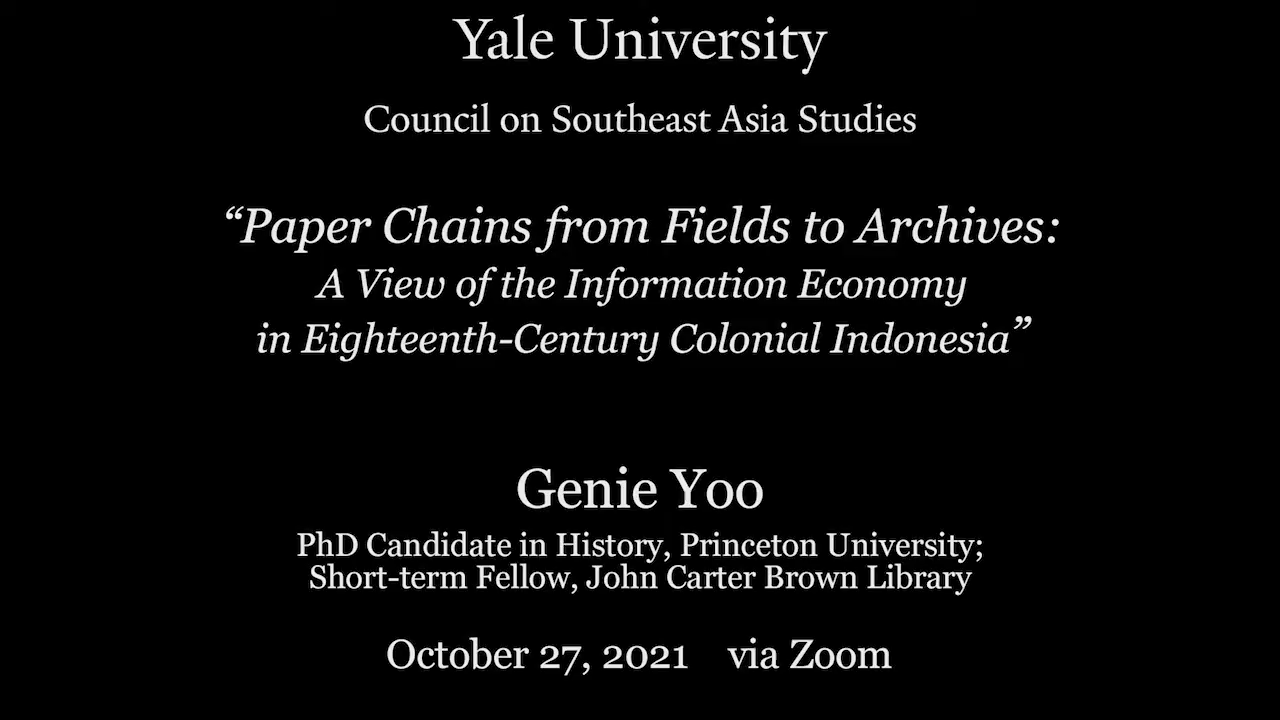 Yale University
Council on Southeast Asia Studies
“Paper Chains from Fields to Archives:
A View of the Information Economy
in Eighteenth-Century Colonial Indonesia”
Genie Yoo
PhD Candidate in History, Princeton University;
Short-term Fellow, John Carter Brown Library
October 27, 2021 via Zoom